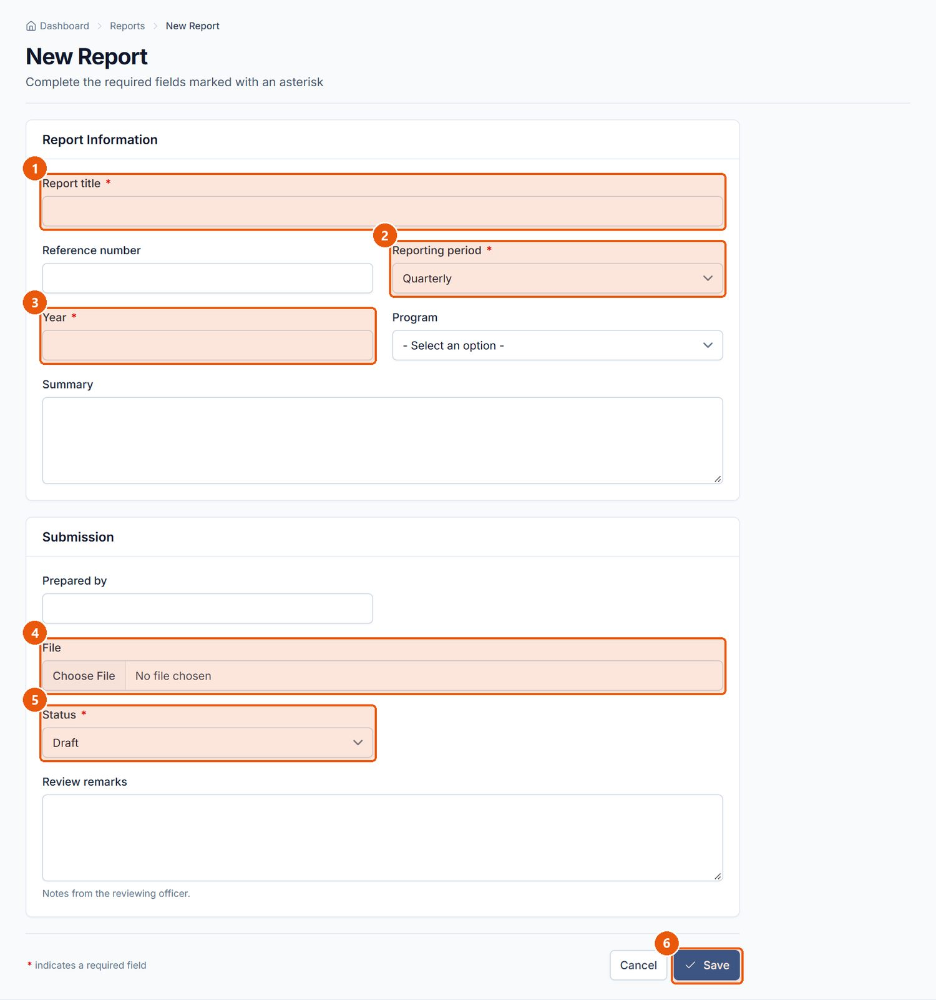 Dashboard > Reports > New Report
New Report
Complete the required fields marked with an asterisk
Report Information
1
Report title *
2
Reference number
Reporting period *
Quarterly
3
Year *
Program
- Select an option -
Summary
Submission
Prepared by
4
File
Choose File No file chosen
5
Status *
Draft
Review remarks
Notes from the reviewing officer.
6
* indicates a required field
Cancel
Save